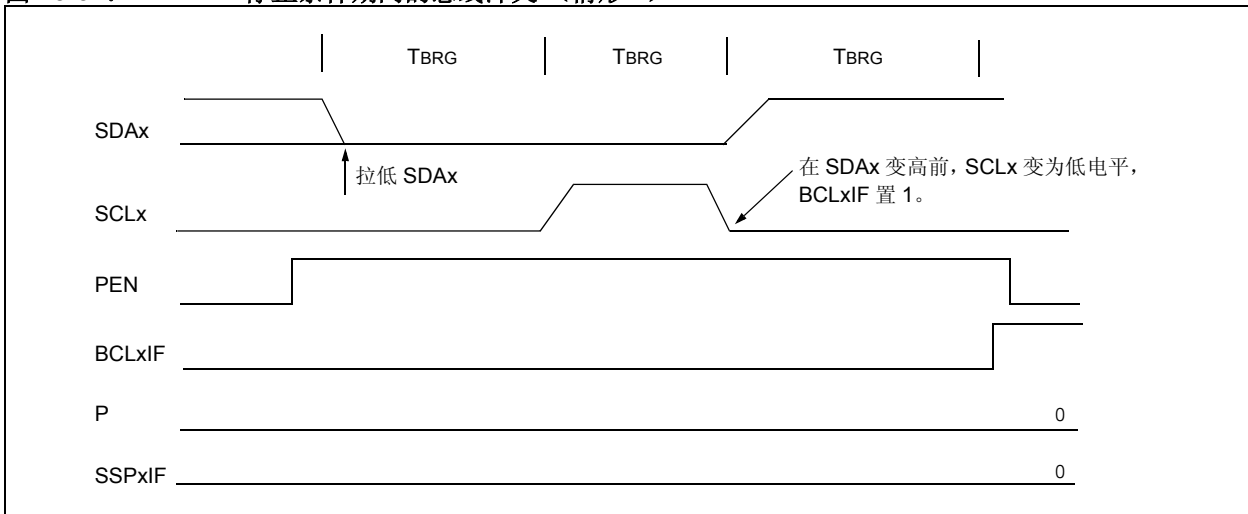 TBRG TBRG TBRG
SDAx
拉低 SDAx
在 SDAx 变高前，SCLx 变为低电平，
BCLxIF 置 1。
SCLx
PEN
BCLxIF
P 0
SSPxIF 0